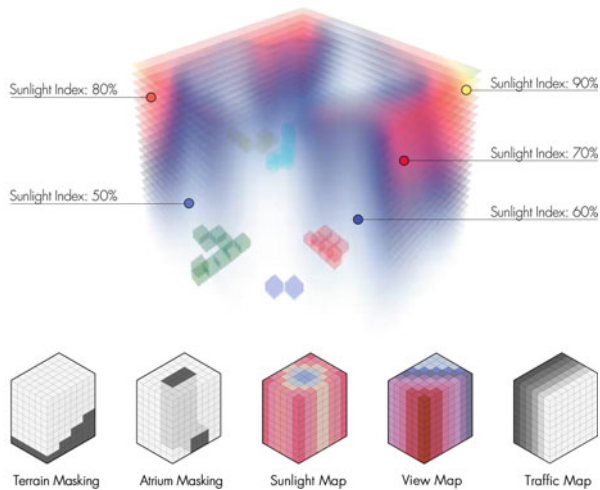 Sunlight Index: 80%
Sunlight Index: 90%
Sunlight Index: 70%
Sunlight Index: 50%
Sunlight Index: 60%
Terrain Masking
Atrium Masking
Sunlight Map
View Map
Traffic Map